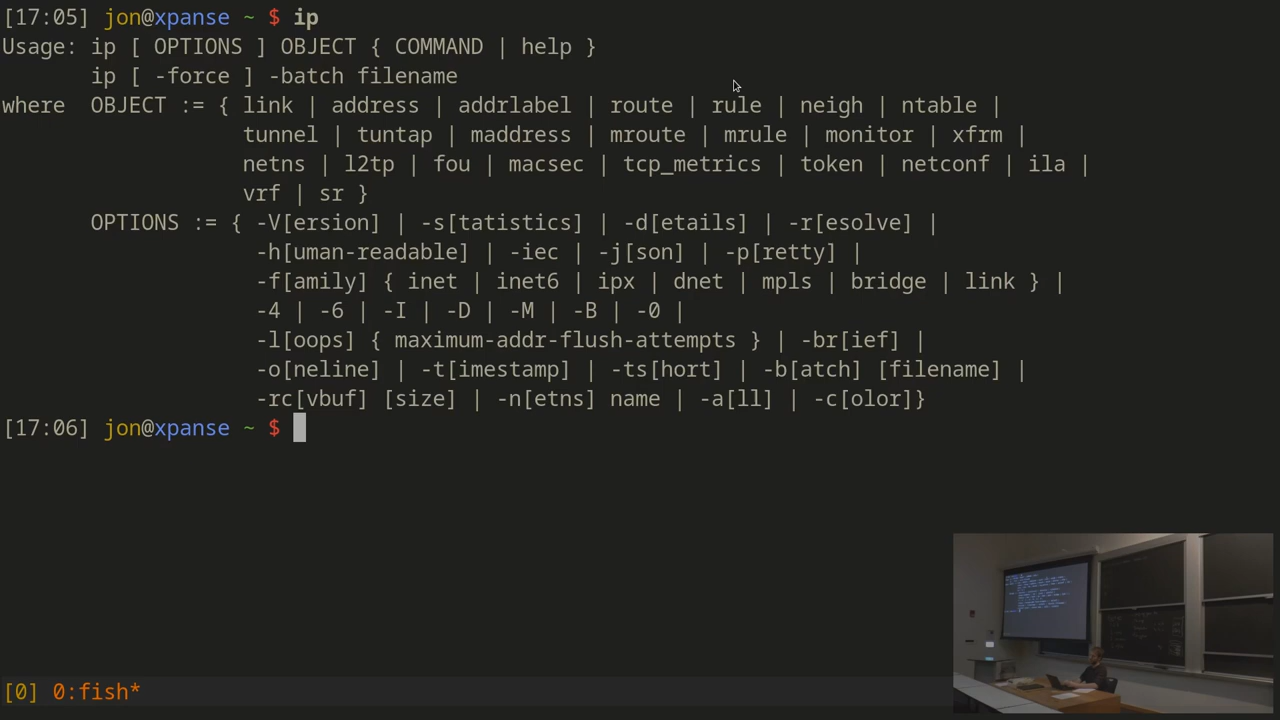 [17:05] jon@xpanse ~ $ ip
Usage: ip [ OPTIONS ] OBJECT { COMMAND | help }
       ip [ -force ] -batch filename
where  OBJECT := { link | address | addrlabel | route | rule | neigh | ntable |
                   tunnel | tuntap | maddress | mroute | mrule | monitor | xfrm |
                   netns | l2tp | fou | macsec | tcp_metrics | token | netconf | ila |
                   vrf | sr }
       OPTIONS := { -V[ersion] | -s[tatistics] | -d[etails] | -r[esolve] |
                    -h[uman-readable] | -iec | -j[son] | -p[retty] |
                    -f[amily] { inet | inet6 | ipx | dnet | mpls | bridge | link } |
                    -4 | -6 | -I | -D | -M | -B | -0 |
                    -l[oops] { maximum-addr-flush-attempts } | -br[ief] |
                    -o[neline] | -t[imestamp] | -ts[hort] | -b[atch] [filename] |
                    -rc[vbuf] [size] | -n[etns] name | -a[ll] | -c[olor]}
[17:06] jon@xpanse ~ $
[0] 0:fish*